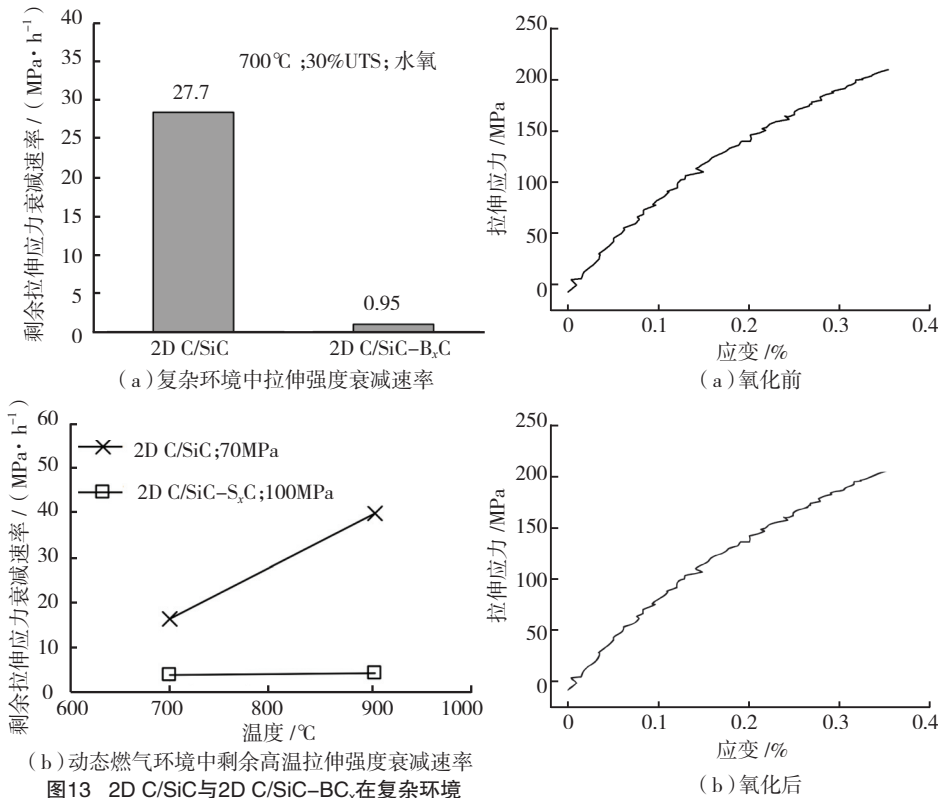 40
35
30
25
20
15
10
5
0
剩余拉伸应力衰减速率 / (MPa·h⁻¹)
700℃;30%UTS;水氧
27.7
0.95
2D C/SiC
2D C/SiC-BₓC
(a)复杂环境中拉伸强度衰减速率
60
50
40
30
20
10
0
剩余拉伸应力衰减速率 / (MPa·h⁻¹)
2D C/SiC;70MPa
2D C/SiC-SₓC;100MPa
600
700
800
900
1000
温度 /℃
(b)动态燃气环境中剩余高温拉伸强度衰减速率
图13 2D C/SiC与2D C/SiC-BCₓ在复杂环境
250
200
150
100
50
0
拉伸应力 /MPa
0
0.1
0.2
0.3
0.4
应变 /%
(a)氧化前
250
200
150
100
50
0
拉伸应力 /MPa
0
0.1
0.2
0.3
0.4
应变 /%
(b)氧化后